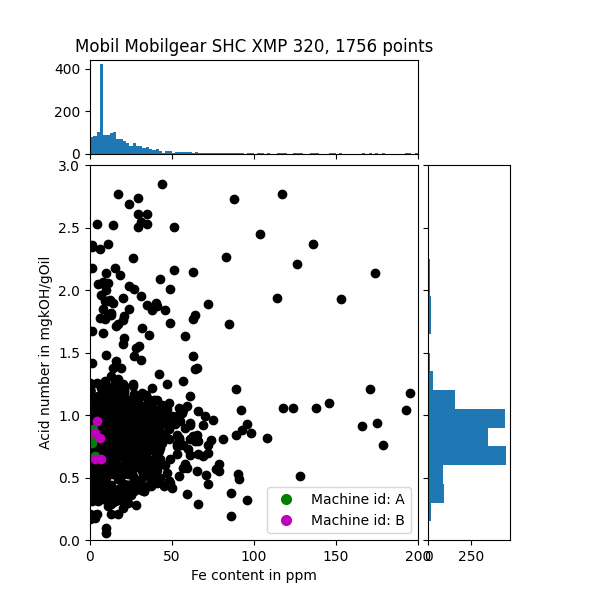 Mobil Mobilgear SHC XMP 320, 1756 points
400
200
0
3.0
2.5
2.0
1.5
1.0
0.5
0.0
Acid number in mgkOH/gOil
Machine id: A
Machine id: B
0 50 100 150 200 0 250
Fe content in ppm